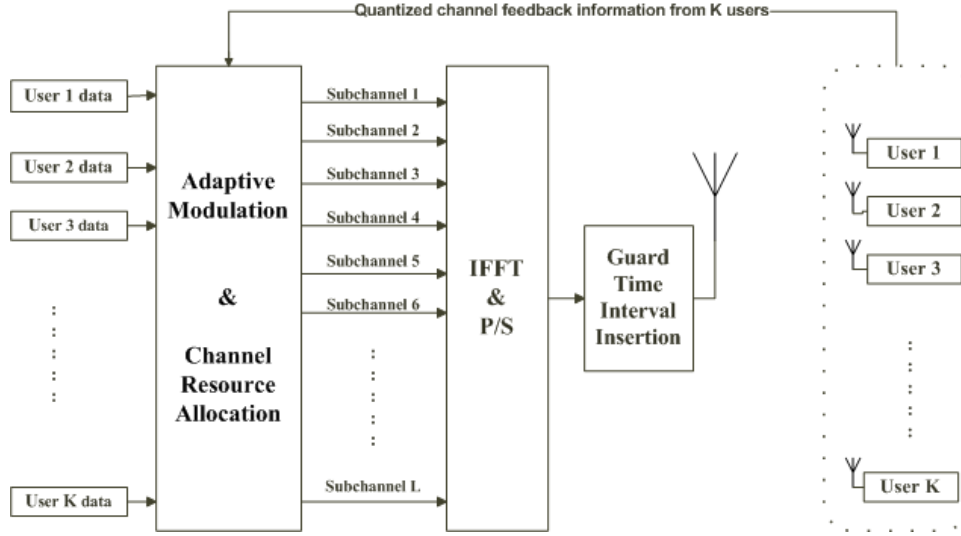 Quantized channel feedback information from K users
User 1 data
User 2 data
User 3 data
User K data
Adaptive
Modulation
&
Channel
Resource
Allocation
Subchannel 1
Subchannel 2
Subchannel 3
Subchannel 4
Subchannel 5
Subchannel 6
Subchannel L
IFFT
&
P/S
Guard
Time
Interval
Insertion
User 1
User 2
User 3
User K